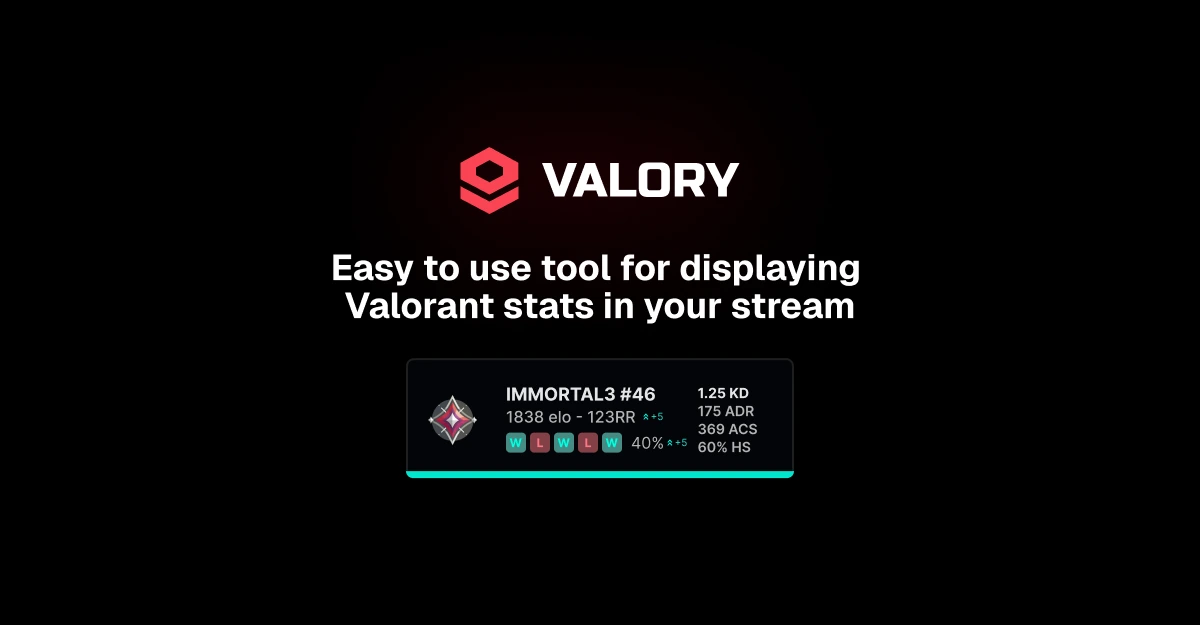 VALORY
Easy to use tool for displaying
Valorant stats in your stream
IMMORTAL3 #46
1838 elo - 123RR +5
W L W L W 40% +5
1.25 KD
175 ADR
369 ACS
60% HS